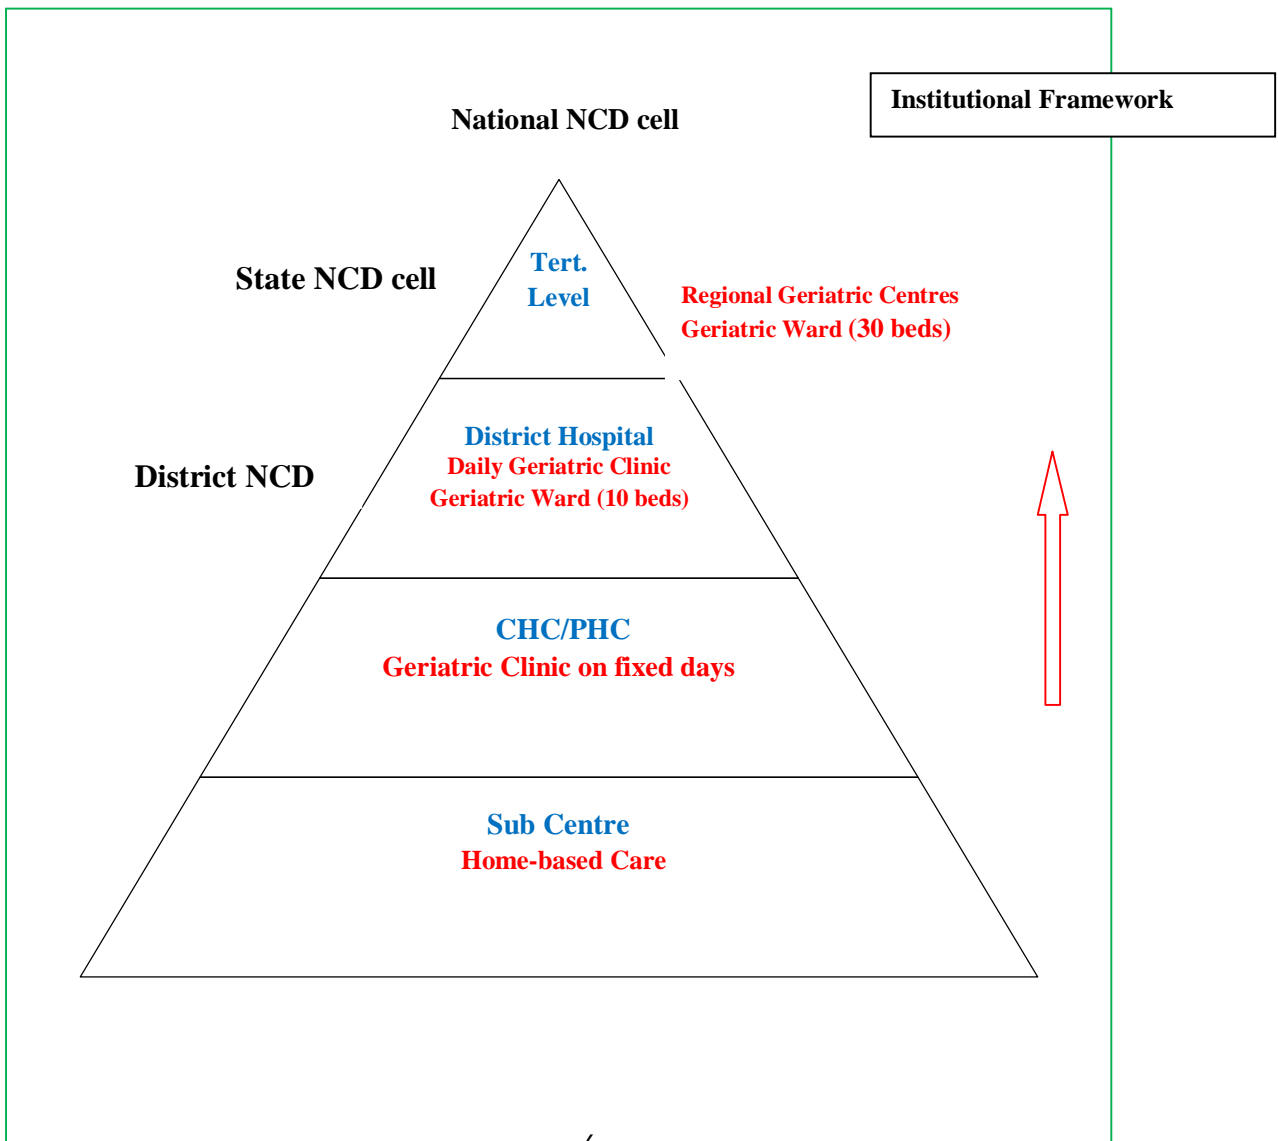 Institutional Framework
National NCD cell
State NCD cell
Tert.
Level
Regional Geriatric Centres
Geriatric Ward (30 beds)
District NCD
District Hospital
Daily Geriatric Clinic
Geriatric Ward (10 beds)
CHC/PHC
Geriatric Clinic on fixed days
Sub Centre
Home-based Care